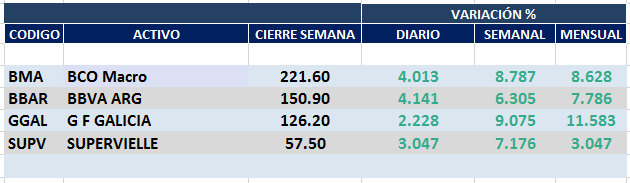 VARIACIÓN %
CODIGO ACTIVO CIERRE SEMANA DIARIO SEMANAL MENSUAL
BMA BCO Macro 221.60 4.013 8.787 8.628
BBAR BBVA ARG 150.90 4.141 6.305 7.786
GGAL G F GALICIA 126.20 2.228 9.075 11.583
SUPV SUPERVIELLE 57.50 3.047 7.176 3.047